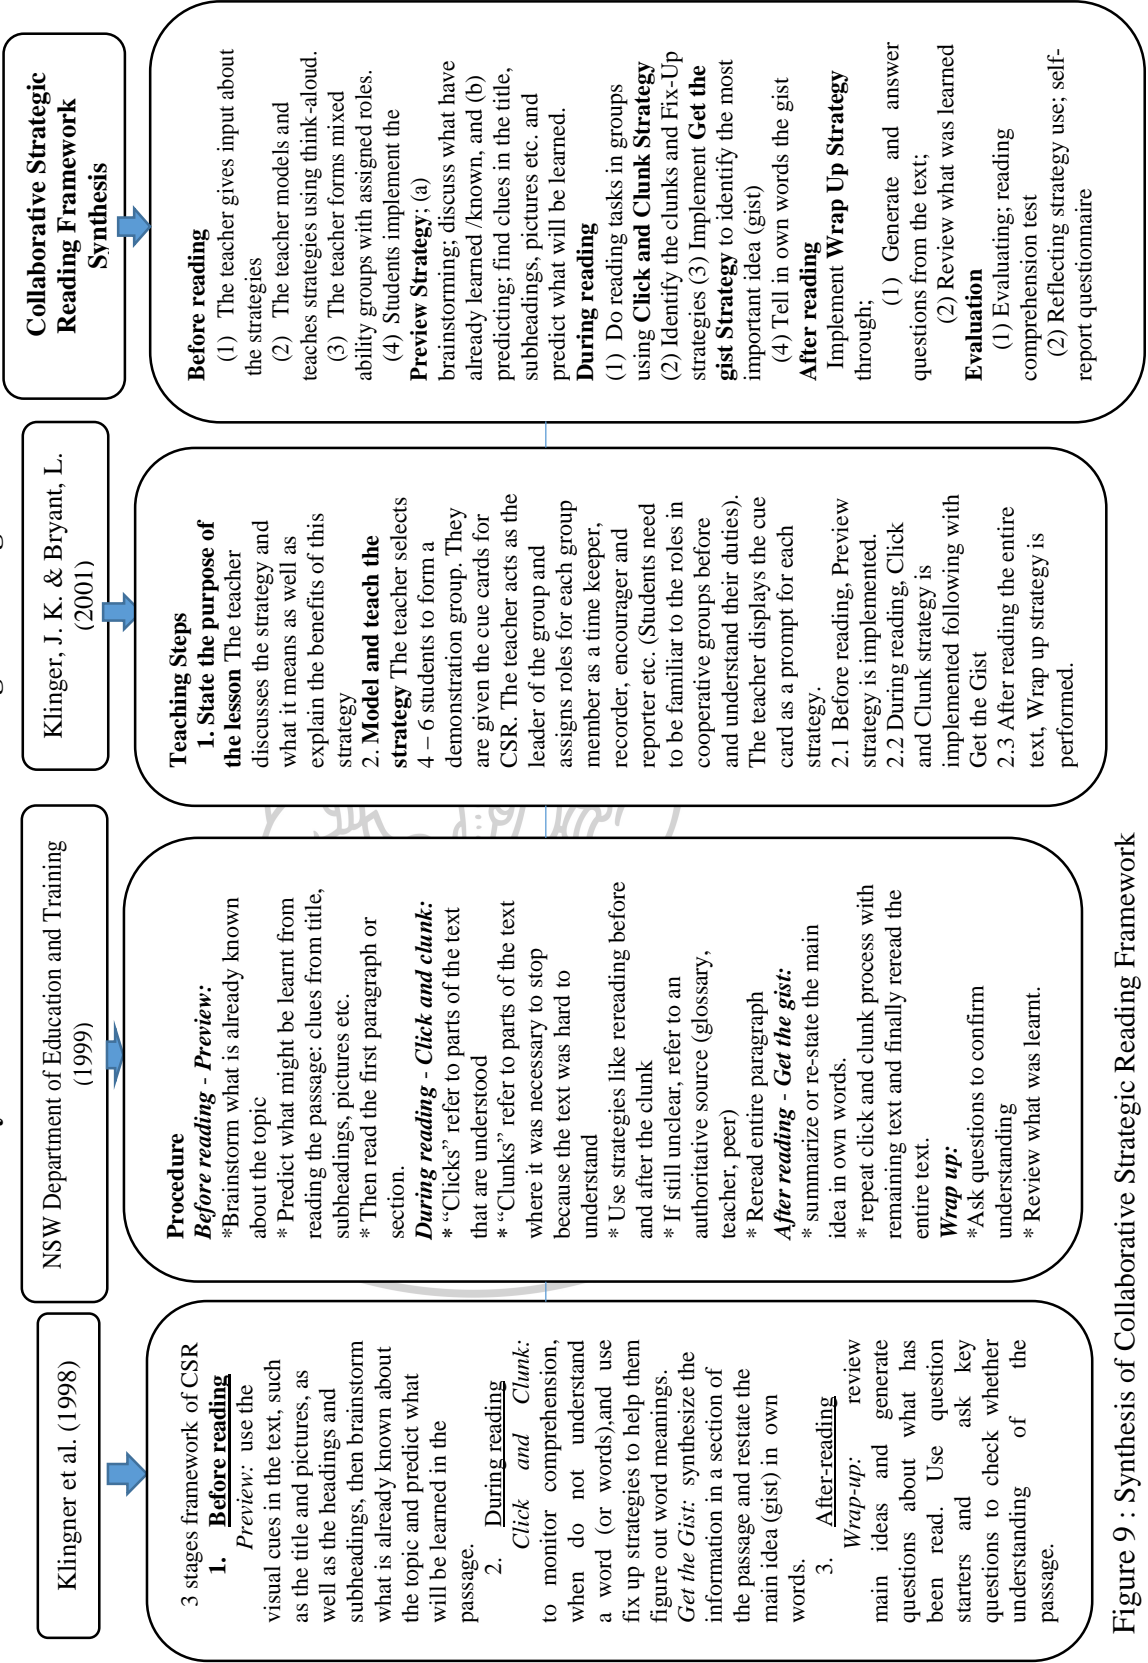 Klingner et al. (1998)
3 stages framework of CSR
1. Before reading
Preview: use the
visual cues in the text, such
as the title and pictures, as
well as the headings and
subheadings, then brainstorm
what is already known about
the topic and predict what
will be learned in the
passage.
2. During reading
Click and Clunk:
to monitor comprehension,
when do not understand
a word (or words),and use
fix up strategies to help them
figure out word meanings.
Get the Gist: synthesize the
information in a section of
the passage and restate the
main idea (gist) in own
words.
3. After-reading
Wrap-up: review
main ideas and generate
questions about what has
been read. Use question
starters and ask key
questions to check whether
understanding of the
passage.
NSW Department of Education and Training
(1999)
Procedure
Before reading - Preview:
*Brainstorm what is already known
about the topic
* Predict what might be learnt from
reading the passage: clues from title,
subheadings, pictures etc.
* Then read the first paragraph or
section.
During reading - Click and clunk:
* “Clicks” refer to parts of the text
that are understood
* “Clunks” refer to parts of the text
where it was necessary to stop
because the text was hard to
understand
* Use strategies like rereading before
and after the clunk
* If still unclear, refer to an
authoritative source (glossary,
teacher, peer)
* Reread entire paragraph
After reading - Get the gist:
* summarize or re-state the main
idea in own words.
* repeat click and clunk process with
remaining text and finally reread the
entire text.
Wrap up:
*Ask questions to confirm
understanding
* Review what was learnt.
Klinger, J. K. & Bryant, L.
(2001)
Teaching Steps
1. State the purpose of
the lesson The teacher
discusses the strategy and
what it means as well as
explain the benefits of this
strategy
2. Model and teach the
strategy The teacher selects
4 – 6 students to form a
demonstration group. They
are given the cue cards for
CSR. The teacher acts as the
leader of the group and
assigns roles for each group
member as a time keeper,
recorder, encourager and
reporter etc. (Students need
to be familiar to the roles in
cooperative groups before
and understand their duties).
The teacher displays the cue
card as a prompt for each
strategy.
2.1 Before reading, Preview
strategy is implemented.
2.2 During reading, Click
and Clunk strategy is
implemented following with
Get the Gist
2.3 After reading the entire
text, Wrap up strategy is
performed.
Collaborative Strategic
Reading Framework
Synthesis
Before reading
(1) The teacher gives input about
the strategies
(2) The teacher models and
teaches strategies using think-aloud.
(3) The teacher forms mixed
ability groups with assigned roles.
(4) Students implement the
Preview Strategy; (a)
brainstorming; discuss what have
already learned /known, and (b)
predicting; find clues in the title,
subheadings, pictures etc. and
predict what will be learned.
During reading
(1) Do reading tasks in groups
using Click and Clunk Strategy
(2) Identify the clunks and Fix-Up
strategies (3) Implement Get the
gist Strategy to identify the most
important idea (gist)
(4) Tell in own words the gist
After reading
Implement Wrap Up Strategy
through;
(1) Generate and answer
questions from the text;
(2) Review what was learned
Evaluation
(1) Evaluating; reading
comprehension test
(2) Reflecting strategy use; self-
report questionnaire
Figure 9 : Synthesis of Collaborative Strategic Reading Framework